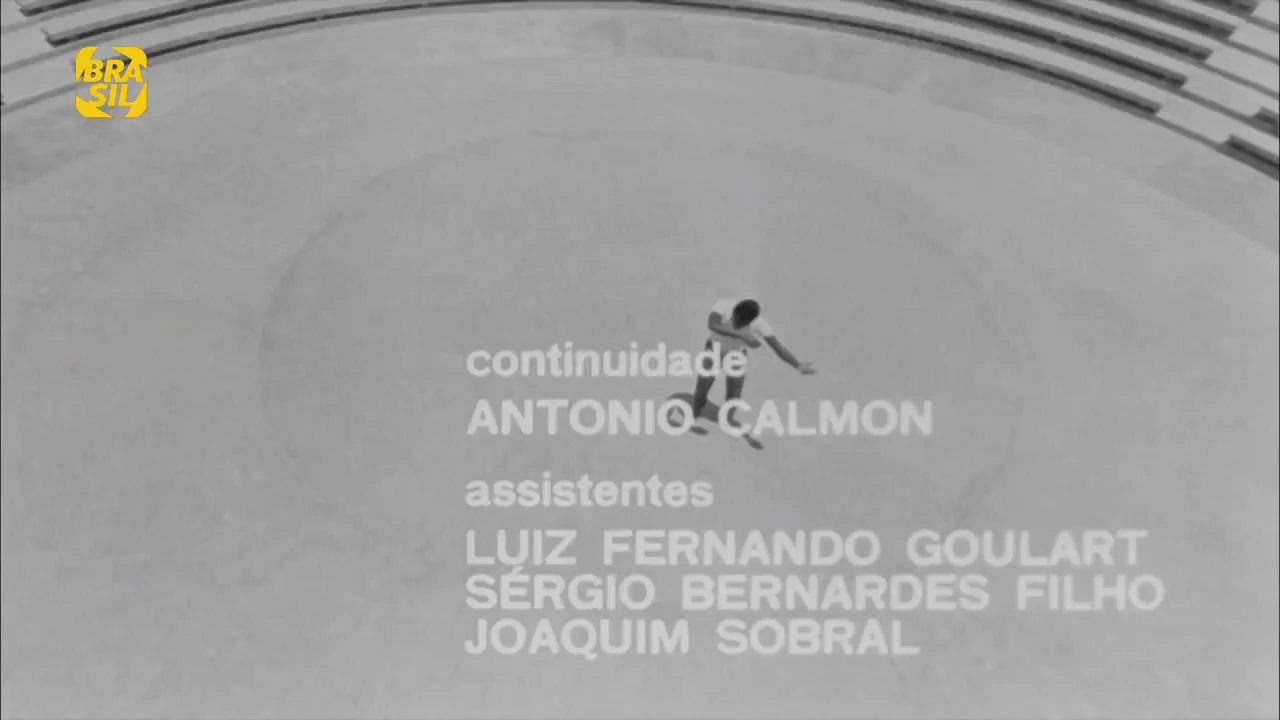 BRA
SIL
continuidade
ANTONIO CALMON
assistentes
LUIZ FERNANDO GOULART
SÉRGIO BERNARDES FILHO
JOAQUIM SOBRAL